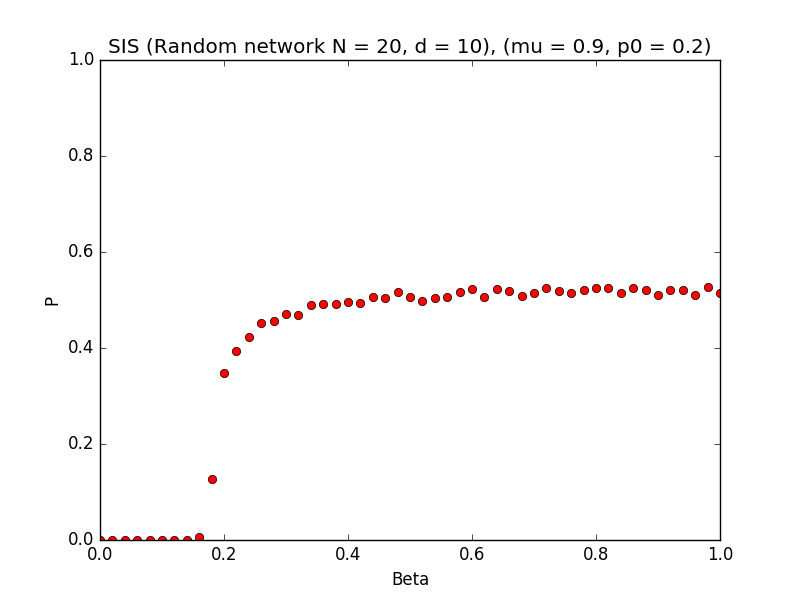 SIS (Random network N = 20, d = 10), (mu = 0.9, p0 = 0.2)
1.0
0.8
0.6
P
0.4
0.2
0.0
0.0 0.2 0.4 0.6 0.8 1.0
Beta